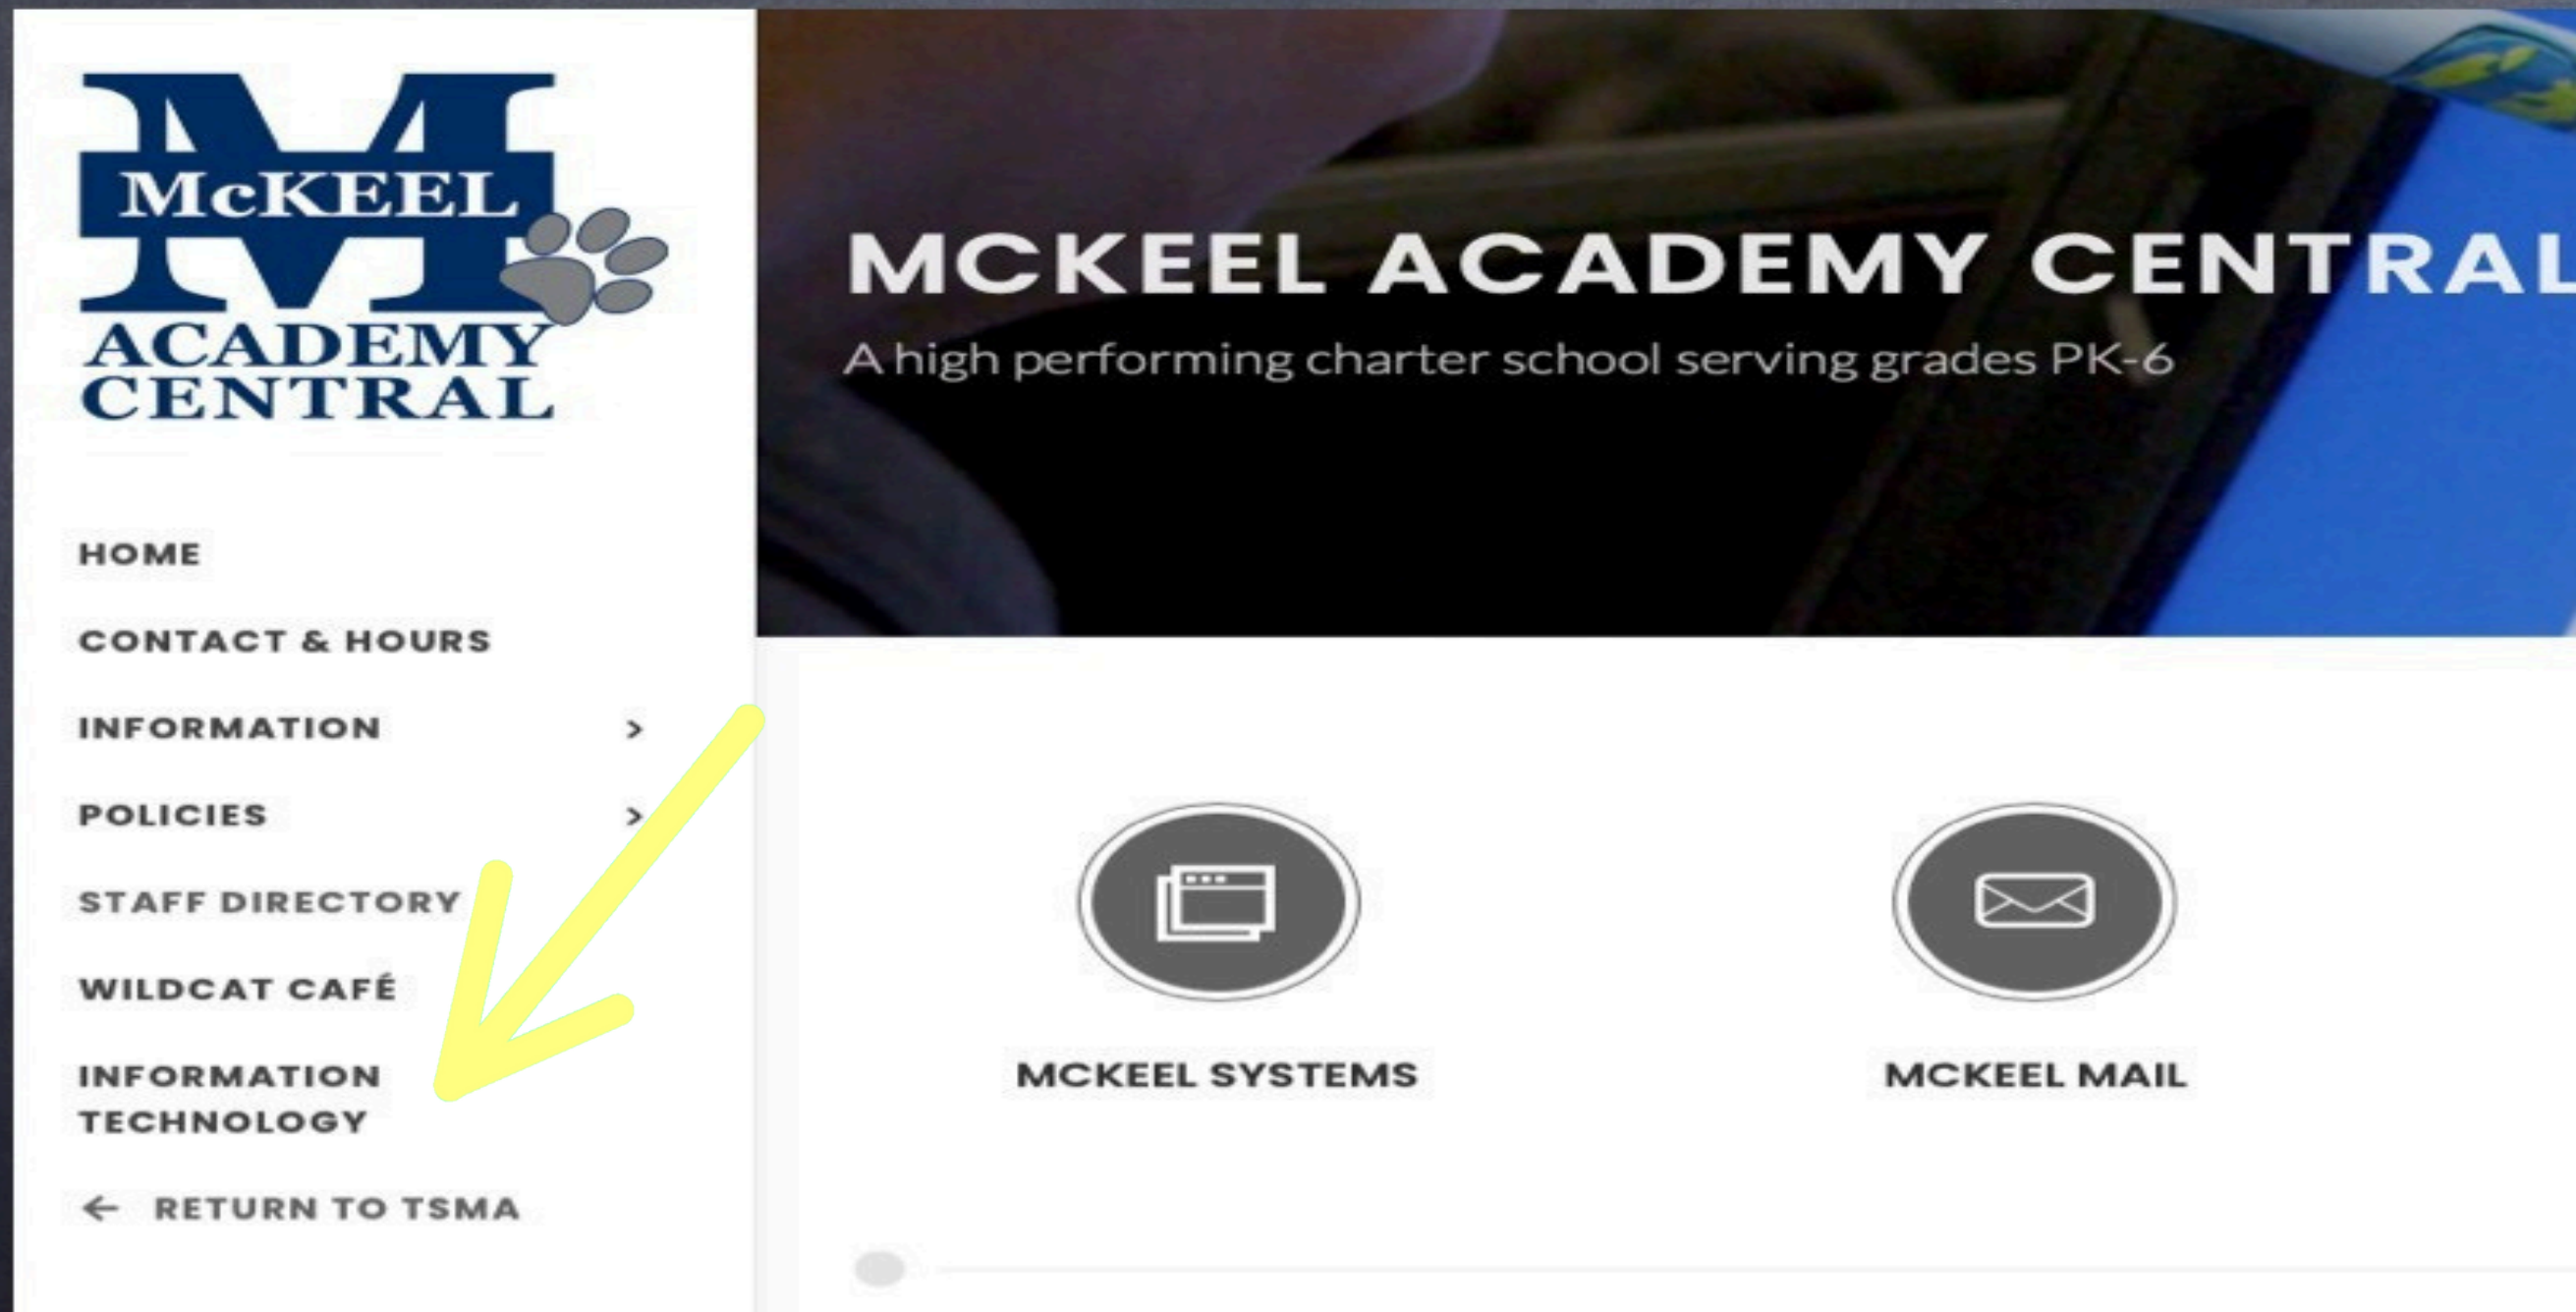 McKEEL
ACADEMY
CENTRAL
HOME
CONTACT & HOURS
INFORMATION >
POLICIES >
STAFF DIRECTORY
WILDCAT CAFÉ
INFORMATION
TECHNOLOGY
← RETURN TO TSMA
MCKEEL ACADEMY CENTRAL
A high performing charter school serving grades PK-6
MCKEEL SYSTEMS
MCKEEL MAIL